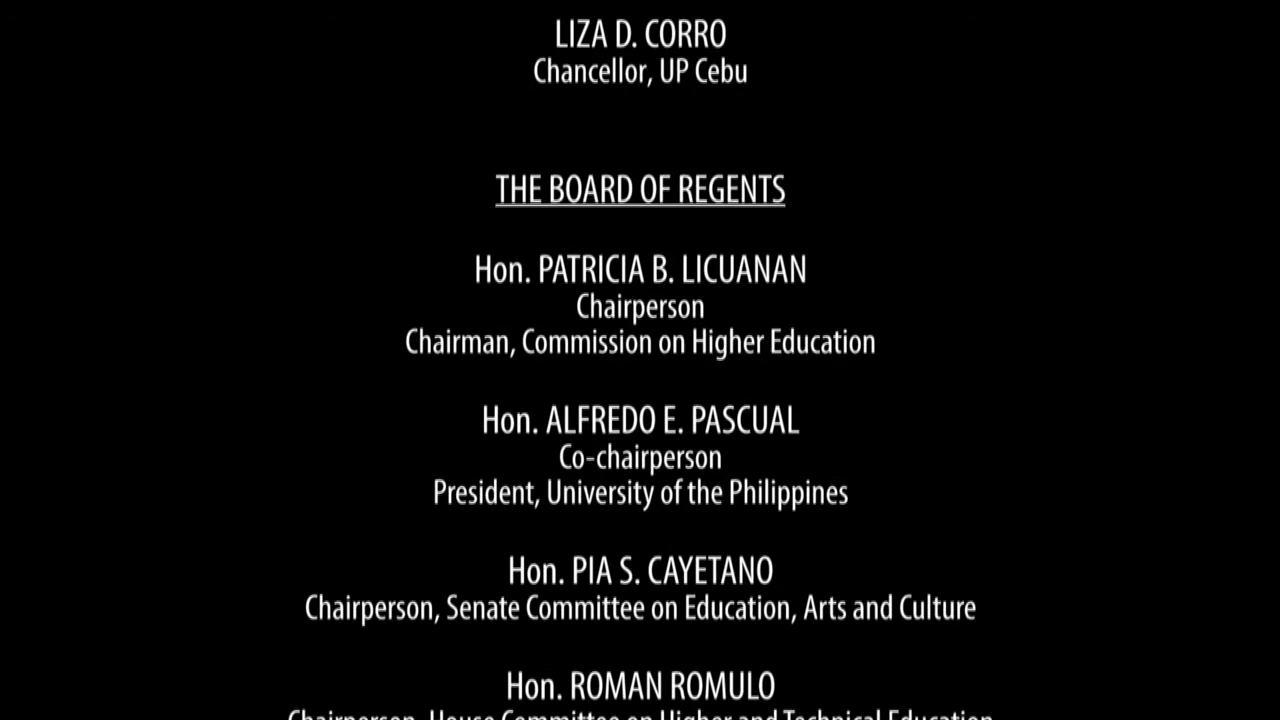 LIZA D. CORRO
Chancellor, UP Cebu
THE BOARD OF REGENTS
Hon. PATRICIA B. LICUANAN
Chairperson
Chairman, Commission on Higher Education
Hon. ALFREDO E. PASCUAL
Co-chairperson
President, University of the Philippines
Hon. PIA S. CAYETANO
Chairperson, Senate Committee on Education, Arts and Culture
Hon. ROMAN ROMULO
Chairperson, House Committee on Higher and Technical Education